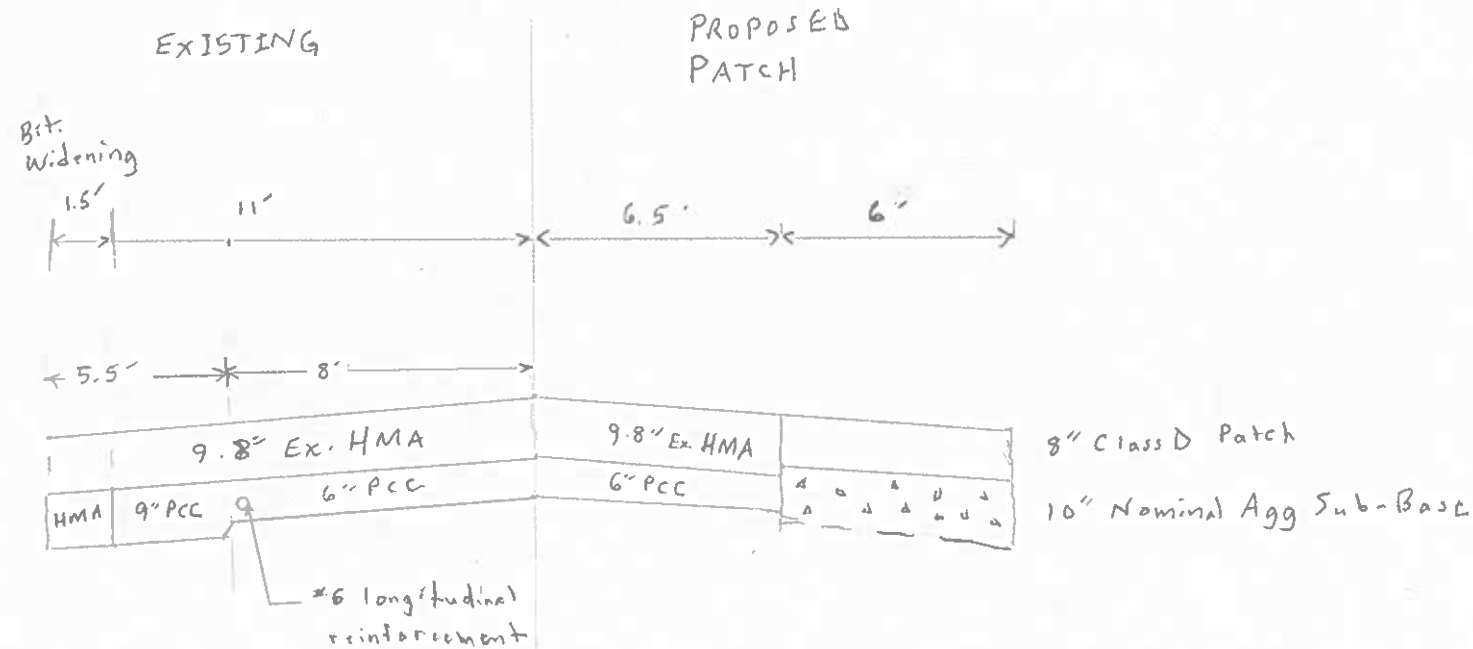 EXISTING
PROPOSED
PATCH
Bit.
Widening
1.5'
11'
6.5'
6'
5.5'
8'
9.8" Ex. HMA
9.8" Ex. HMA
8" Class D Patch
HMA
9" PCC
6" PCC
6" PCC
10" Nominal Agg Sub-Base
#6 longitudinal
reinforcement